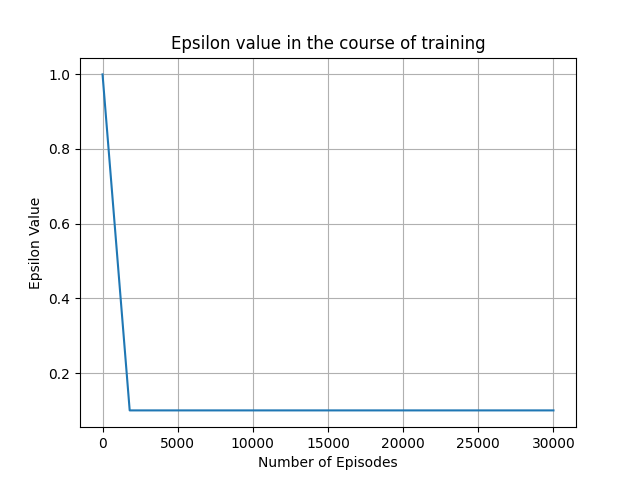 Epsilon value in the course of training
1.0
0.8
0.6
0.4
0.2
Epsilon Value
0 5000 10000 15000 20000 25000 30000
Number of Episodes